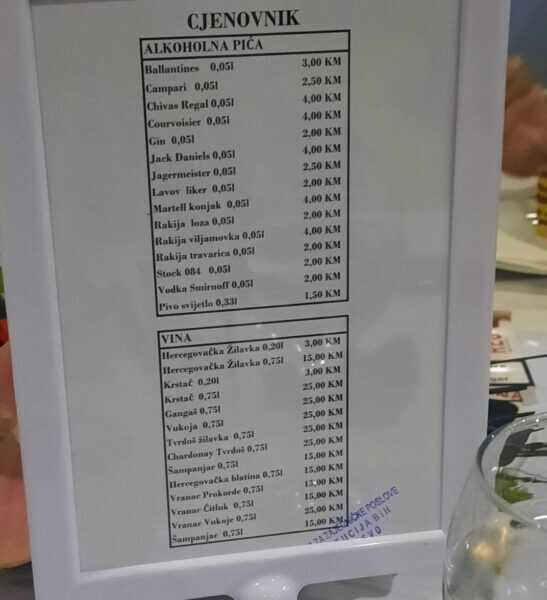 CJENOVNIK
ALKOHOLNA PIČA
Ballantines 0,05l 3,00 KM
Campari 0,05l 2,50 KM
Chivas Regal 0,05l 4,00 KM
Courvoisier 0,05l 4,00 KM
Gin 0,05l 2,00 KM
Jack Daniels 0,05l 4,00 KM
Jagermeister 0,05l 2,50 KM
Lavov liker 0,05l 2,00 KM
Martell konjak 0,05l 4,00 KM
Rakija loza 0,05l 2,00 KM
Rakija viljamovka 0,05l 4,00 KM
Rakija travarica 0,05l 2,00 KM
Stock 084 0,05l 2,00 KM
Vodka Smirnoff 0,05l 2,00 KM
Pivo svijetlo 0,33l 1,50 KM
VINA
Hercegovačka Žilavka 0,20l 3,00 KM
Hercegovačka Žilavka 0,75l 15,00 KM
Krstač 0,20l 3,00 KM
Krstač 0,75l 25,00 KM
Gangaš 0,75l 25,00 KM
Vukoja 0,75l 25,00 KM
Tvrdoš žilavka 0,75l 25,00 KM
Chardonay Tvrdoš 0,75l 25,00 KM
Šampanjac 0,75l 15,00 KM
Hercegovačka blatina 0,75l 15,00 KM
Vranac Prokorde 0,75l 15,00 KM
Vranac Čitluk 0,75l 15,00 KM
Vranac Vukoje 0,75l 25,00 KM
Šampanjac 0,75l 15,00 KM
ZAJEDNIČKE POSLOVE
BIH